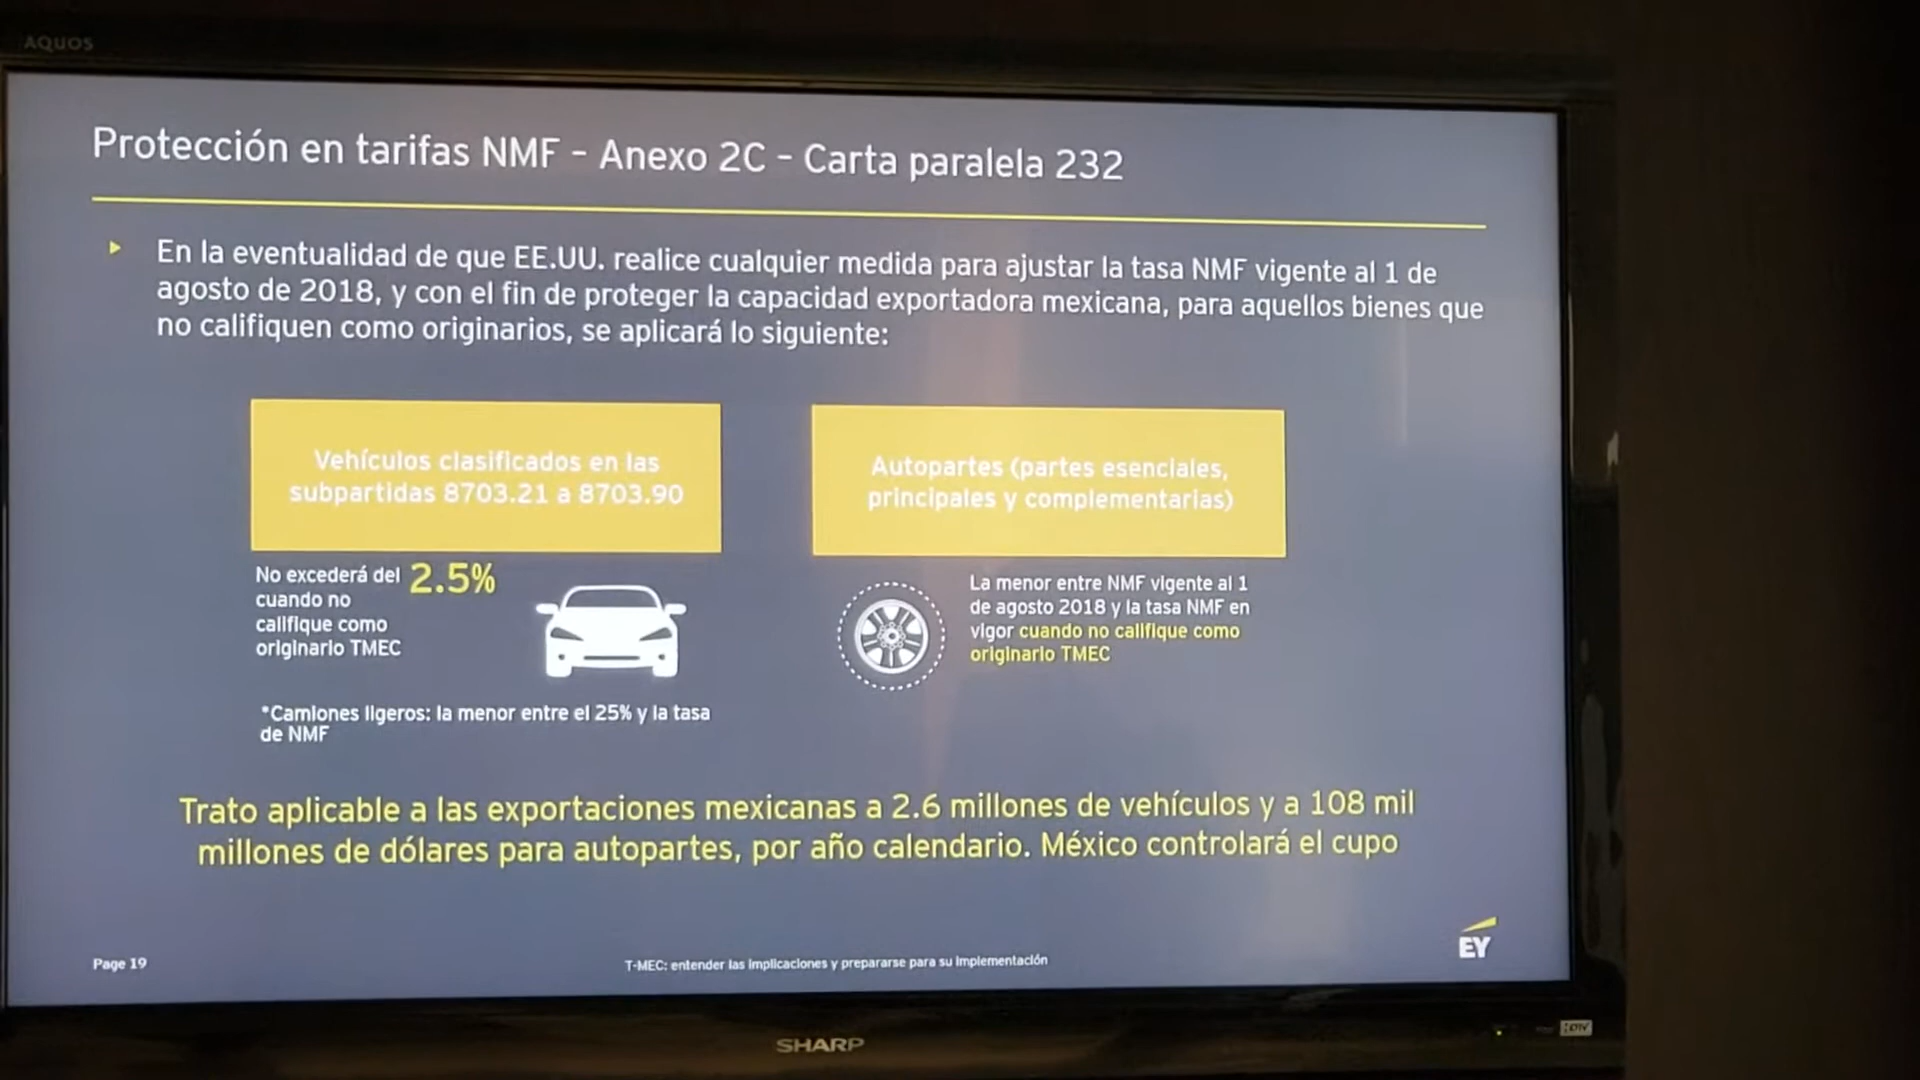 AQUOS
Protección en tarifas NMF – Anexo 2C – Carta paralela 232
En la eventualidad de que EE.UU. realice cualquier medida para ajustar la tasa NMF vigente al 1 de
agosto de 2018, y con el fin de proteger la capacidad exportadora mexicana, para aquellos bienes que
no califiquen como originarios, se aplicará lo siguiente:
Vehículos clasificados en las
subpartidas 8703.21 a 8703.90
No excederá del 2.5%
cuando no
califique como
originario TMEC
*Camiones ligeros: la menor entre el 25% y la tasa
de NMF
Autopartes (partes esenciales,
principales y complementarias)
La menor entre NMF vigente al 1
de agosto 2018 y la tasa NMF en
vigor cuando no califique como
originario TMEC
Trato aplicable a las exportaciones mexicanas a 2.6 millones de vehículos y a 108 mil
millones de dólares para autopartes, por año calendario. México controlará el cupo
Page 19
T-MEC: entender las implicaciones y prepararse para su implementación
EY
SHARP